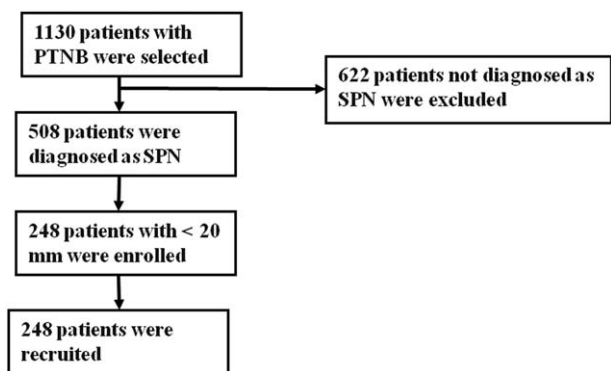 1130 patients with
PTNB were selected
622 patients not diagnosed as
SPN were excluded
508 patients were
diagnosed as SPN
248 patients with < 20
mm were enrolled
248 patients were
recruited